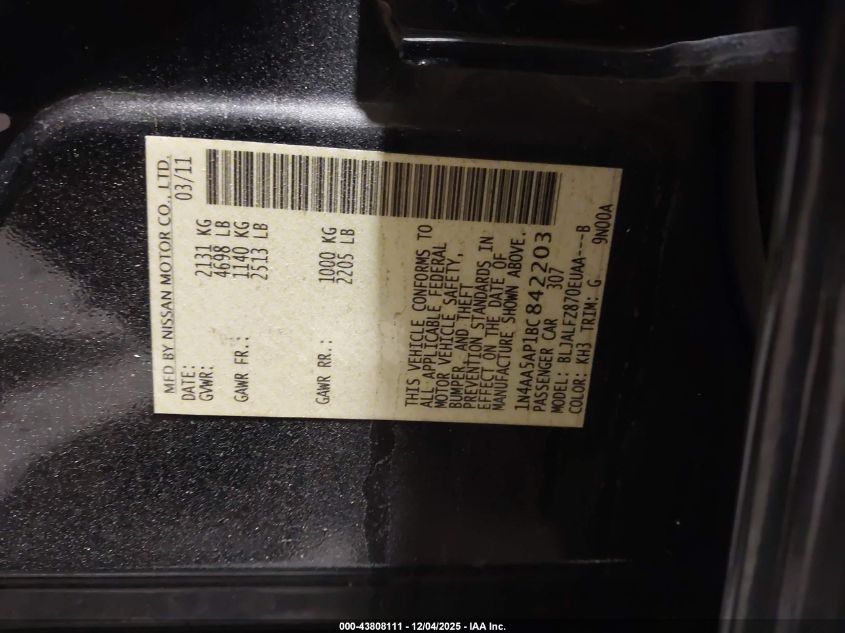 MFD BY NISSAN MOTOR CO., LTD.
DATE: 03/11
GVWR: 2131 KG
4698 LB
GAWR FR.: 1140 KG
2513 LB
GAWR RR.: 1000 KG
2205 LB
THIS VEHICLE CONFORMS TO
ALL APPLICABLE FEDERAL
MOTOR VEHICLE SAFETY,
BUMPER, AND THEFT
PREVENTION STANDARDS IN
EFFECT ON THE DATE OF
MANUFACTURE SHOWN ABOVE.
1N4AA5AP1BC842203
PASSENGER CAR 307
MODEL: BLJALFZ870EUAA---B
COLOR: KH3 TRIM: G 9N00A
000-43808111 - 12/04/2025 - IAA Inc.